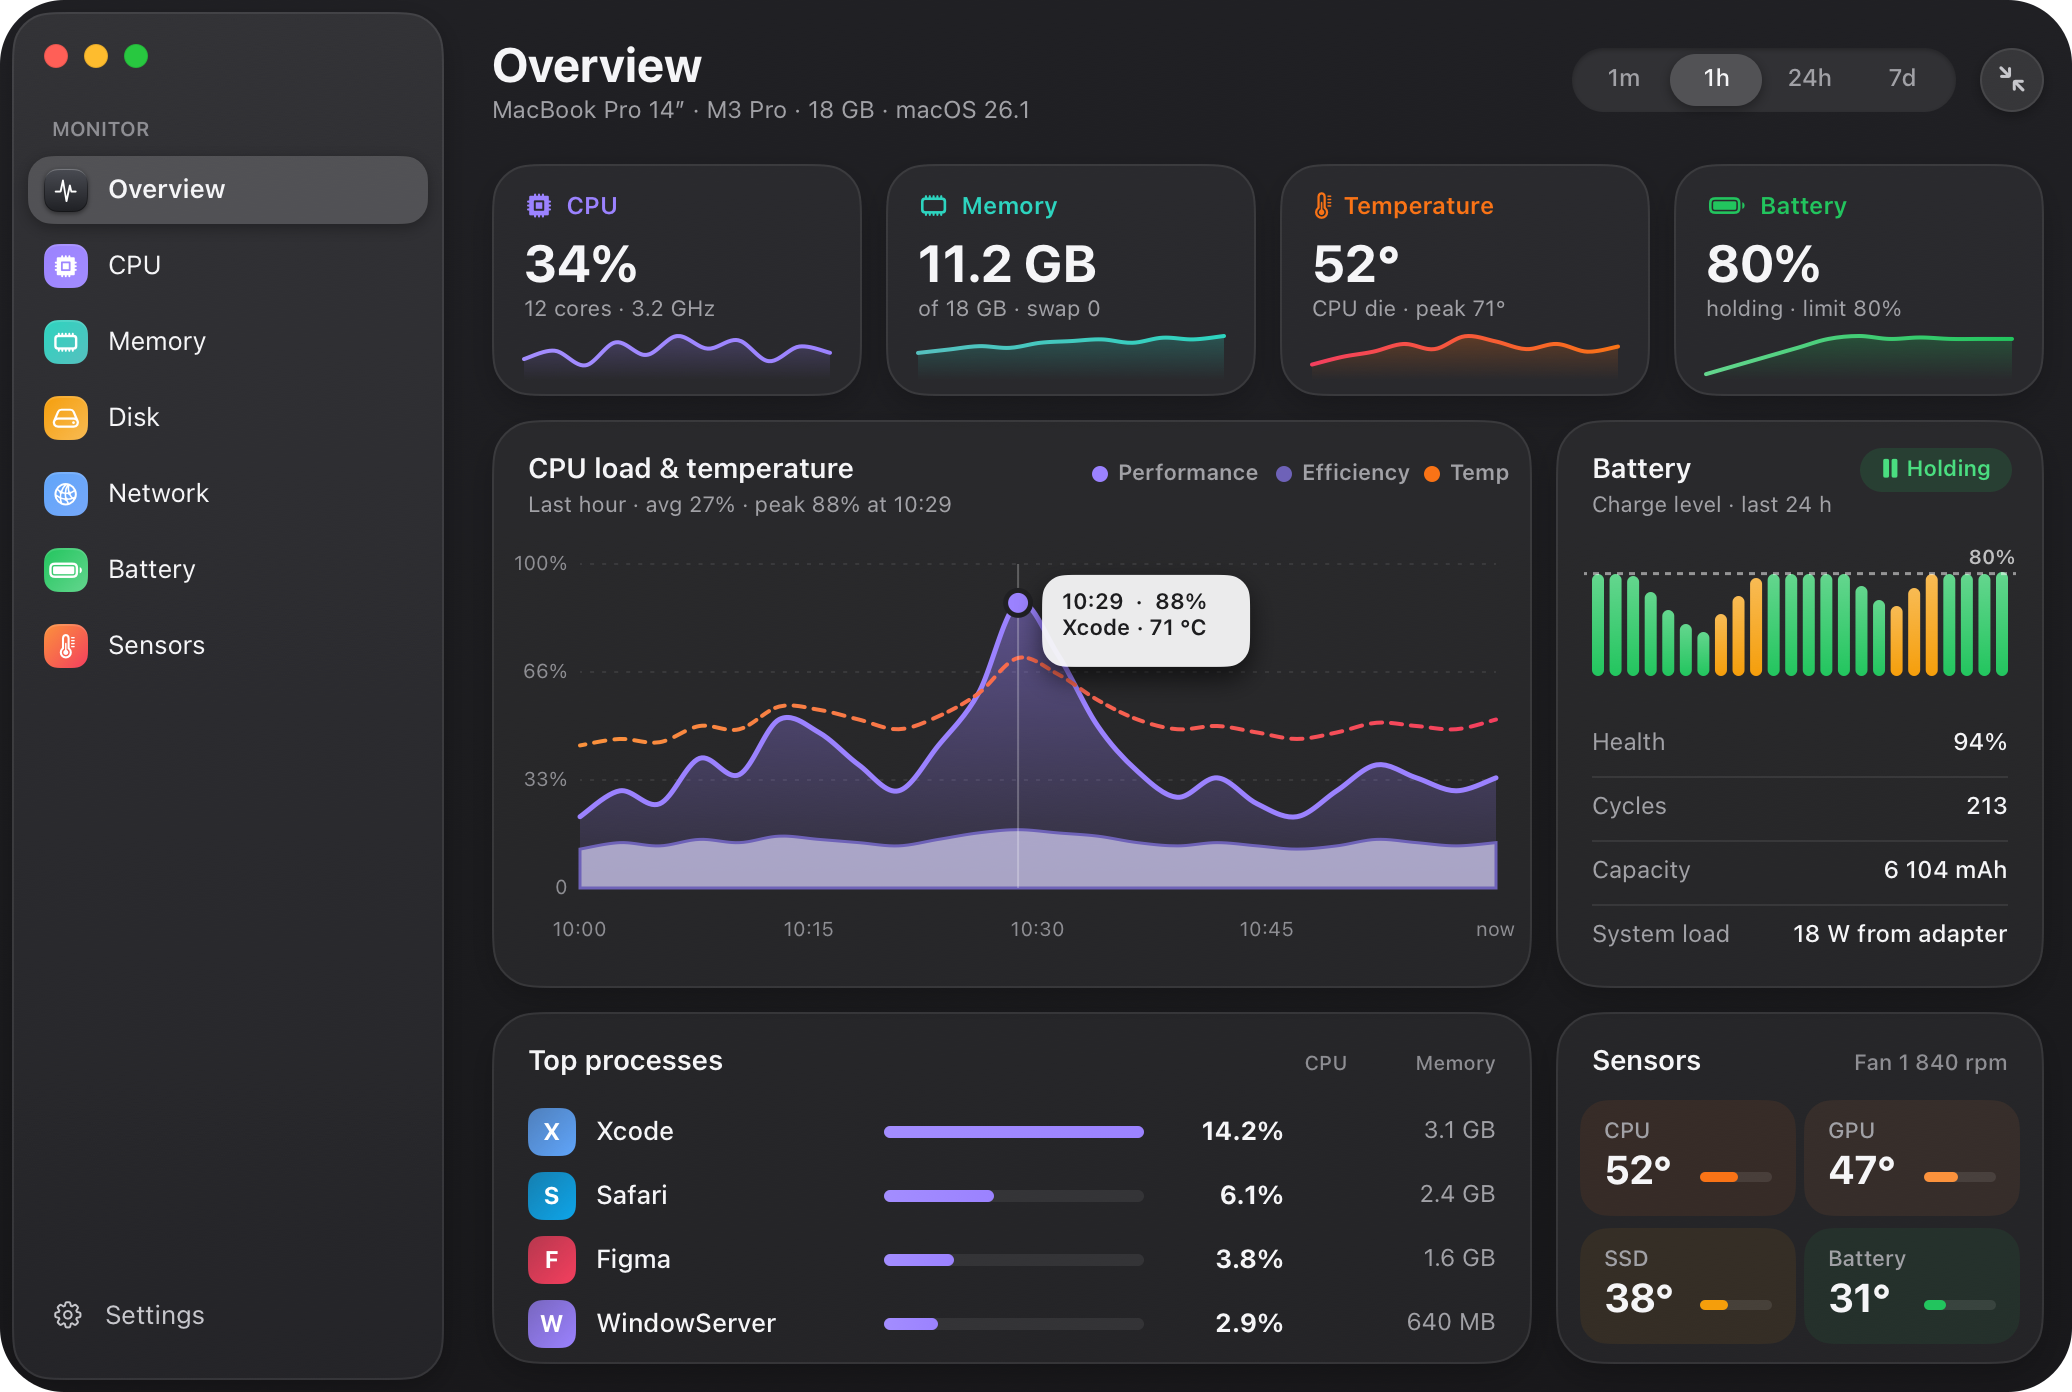 MONITOR
Overview
CPU
Memory
Disk
Network
Battery
Sensors
Settings
Overview
MacBook Pro 14″ · M3 Pro · 18 GB · macOS 26.1
1m 1h 24h 7d
CPU
34%
12 cores · 3.2 GHz
Memory
11.2 GB
of 18 GB · swap 0
Temperature
52°
CPU die · peak 71°
Battery
80%
holding · limit 80%
CPU load & temperature
Last hour · avg 27% · peak 88% at 10:29
Performance Efficiency Temp
100%
66%
33%
0
10:29 · 88%
Xcode · 71 °C
10:00 10:15 10:30 10:45 now
Battery
Holding
Charge level · last 24 h
80%
Health 94%
Cycles 213
Capacity 6 104 mAh
System load 18 W from adapter
Top processes CPU Memory
X Xcode 14.2% 3.1 GB
S Safari 6.1% 2.4 GB
F Figma 3.8% 1.6 GB
W WindowServer 2.9% 640 MB
Sensors Fan 1 840 rpm
CPU
52°
GPU
47°
SSD
38°
Battery
31°